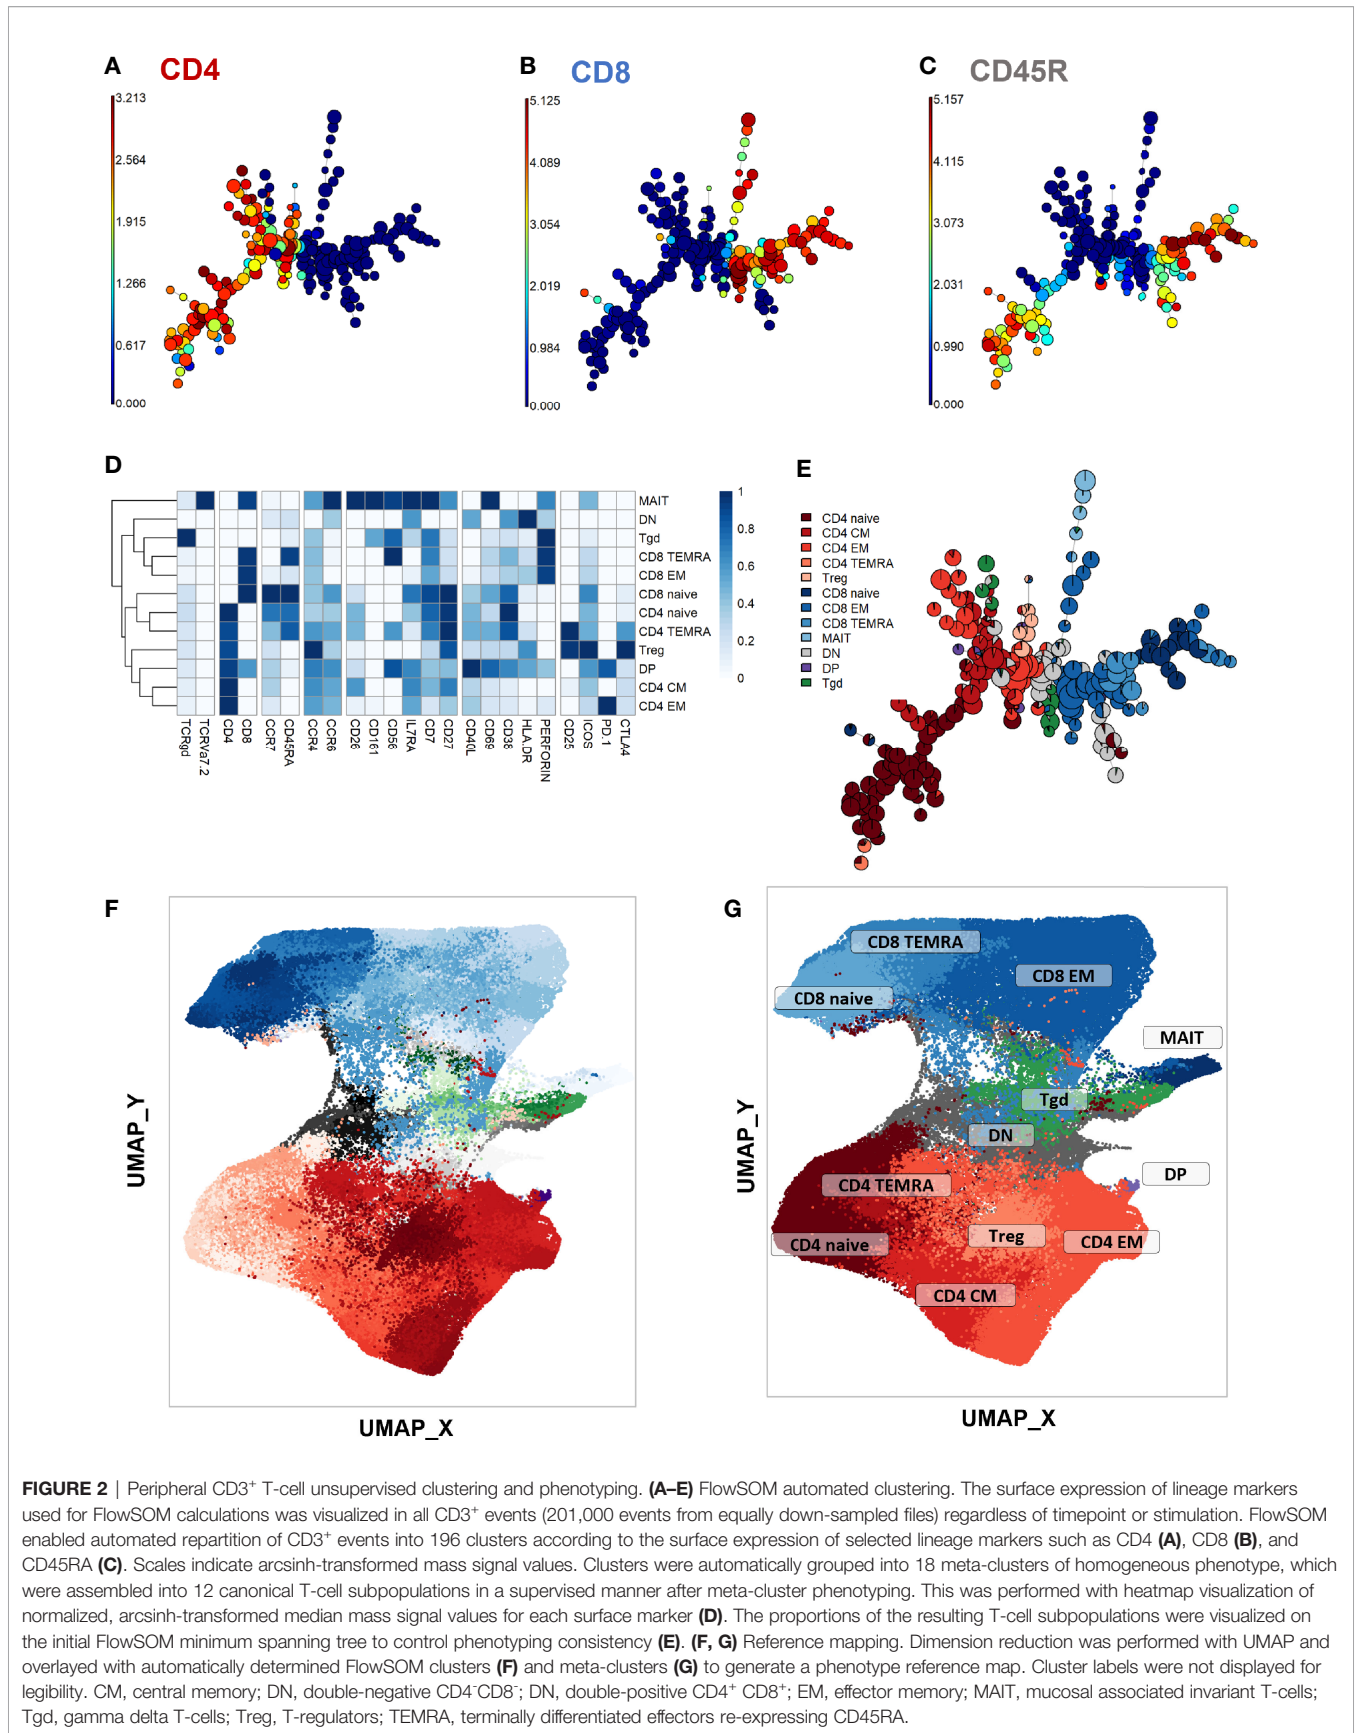 A CD4
B CD8
C CD45R
3.213
2.564
1.915
1.266
0.617
0.000
5.125
4.089
3.054
2.019
0.984
0.000
5.157
4.115
3.073
2.031
0.990
0.000
D
MAIT
DN
Tgd
CD8 TEMRA
CD8 EM
CD8 naive
CD4 naive
CD4 TEMRA
Treg
DP
CD4 CM
CD4 EM
TCRgd
TCRVa7.2
CD4
CD8
CCR7
CD45RA
CCR4
CCR6
CD26
CD161
CD56
IL7RA
CD7
CD27
CD40L
CD69
CD38
HLA.DR
PERFORIN
CD25
ICOS
PD.1
CTLA4
1
0.8
0.6
0.4
0.2
0
E
CD4 naive
CD4 CM
CD4 EM
CD4 TEMRA
Treg
CD8 naive
CD8 EM
CD8 TEMRA
MAIT
DN
DP
Tgd
F
UMAP_Y
UMAP_X
G
CD8 TEMRA
CD8 EM
CD8 naive
MAIT
Tgd
DN
DP
CD4 TEMRA
Treg
CD4 EM
CD4 naive
CD4 CM
UMAP_Y
UMAP_X
FIGURE 2 | Peripheral CD3⁺ T-cell unsupervised clustering and phenotyping. (A–E) FlowSOM automated clustering. The surface expression of lineage markers
used for FlowSOM calculations was visualized in all CD3⁺ events (201,000 events from equally down-sampled files) regardless of timepoint or stimulation. FlowSOM
enabled automated repartition of CD3⁺ events into 196 clusters according to the surface expression of selected lineage markers such as CD4 (A), CD8 (B), and
CD45RA (C). Scales indicate arcsinh-transformed mass signal values. Clusters were automatically grouped into 18 meta-clusters of homogeneous phenotype, which
were assembled into 12 canonical T-cell subpopulations in a supervised manner after meta-cluster phenotyping. This was performed with heatmap visualization of
normalized, arcsinh-transformed median mass signal values for each surface marker (D). The proportions of the resulting T-cell subpopulations were visualized on
the initial FlowSOM minimum spanning tree to control phenotyping consistency (E). (F, G) Reference mapping. Dimension reduction was performed with UMAP and
overlayed with automatically determined FlowSOM clusters (F) and meta-clusters (G) to generate a phenotype reference map. Cluster labels were not displayed for
legibility. CM, central memory; DN, double-negative CD4⁻CD8⁻; DN, double-positive CD4⁺ CD8⁺; EM, effector memory; MAIT, mucosal associated invariant T-cells;
Tgd, gamma delta T-cells; Treg, T-regulators; TEMRA, terminally differentiated effectors re-expressing CD45RA.